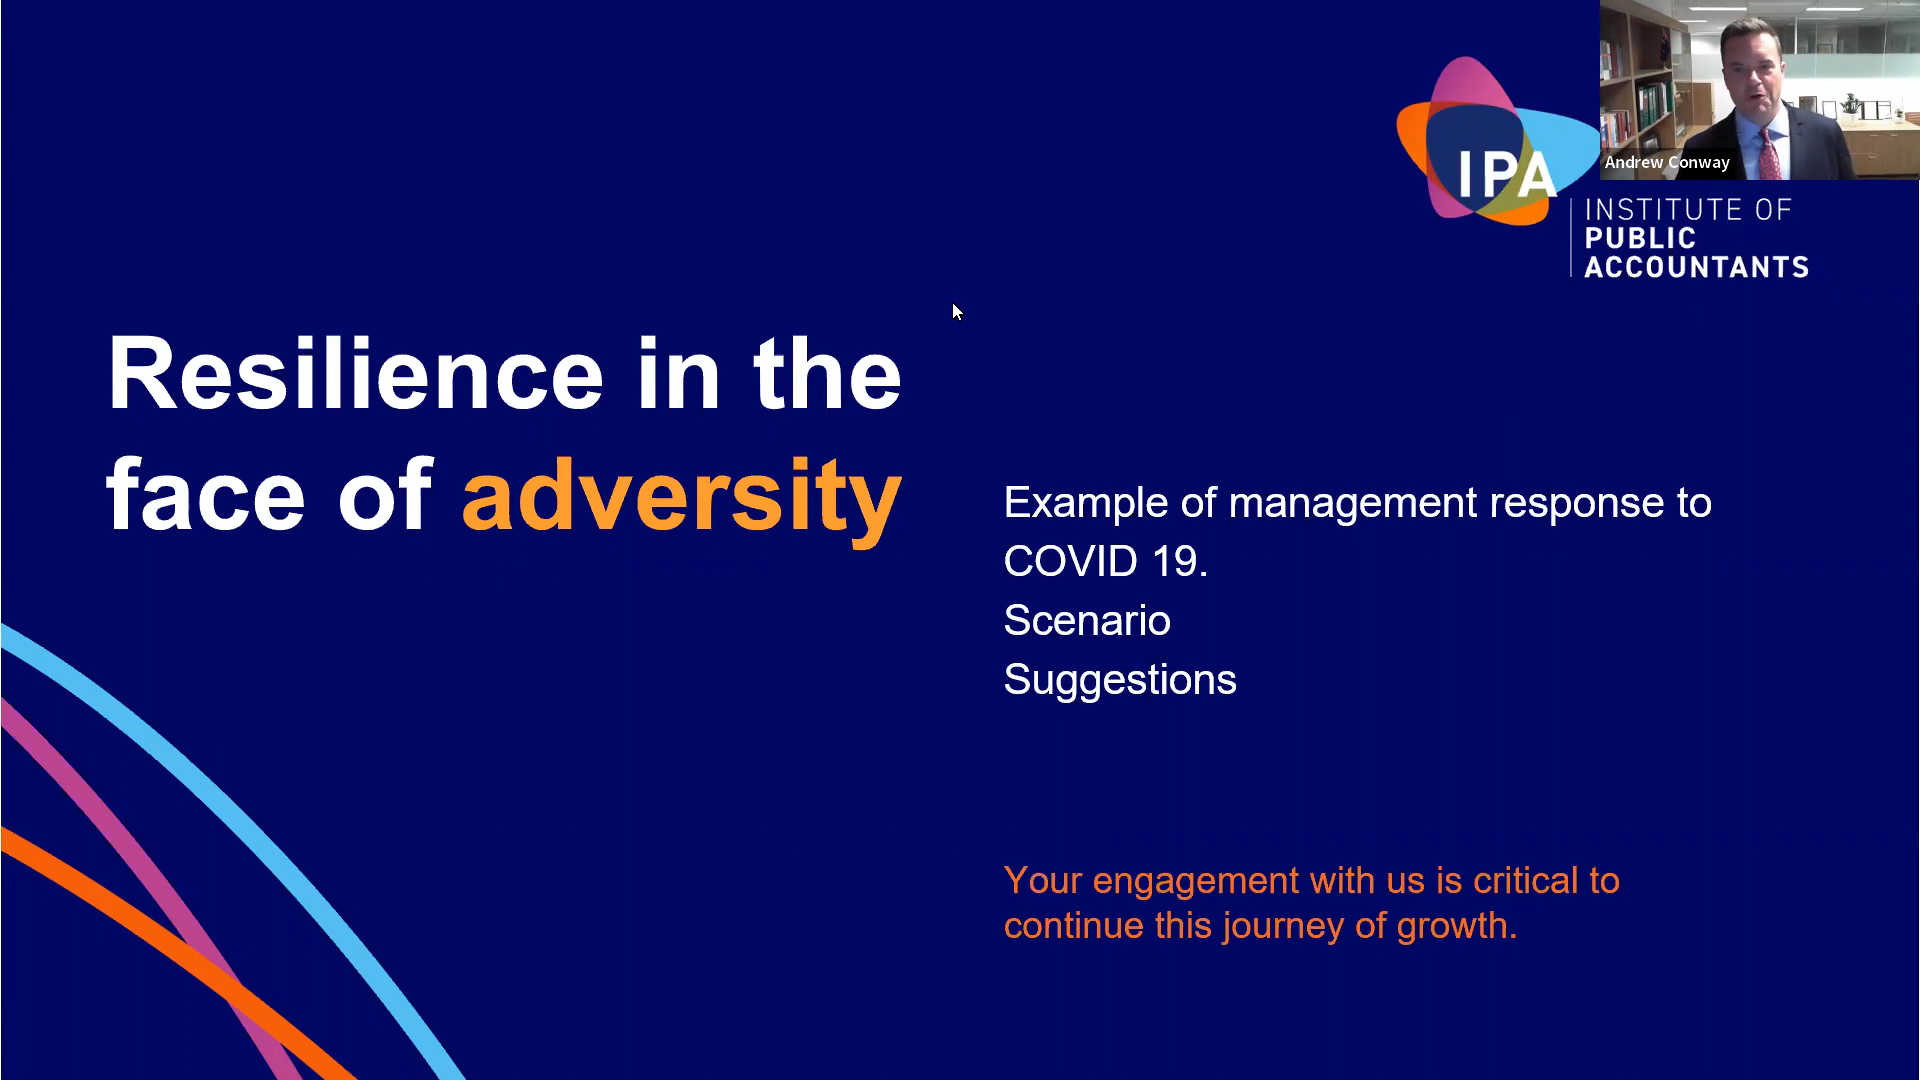 Andrew Conway
IPA
INSTITUTE OF
PUBLIC
ACCOUNTANTS
Resilience in the
face of adversity
Example of management response to
COVID 19.
Scenario
Suggestions
Your engagement with us is critical to
continue this journey of growth.